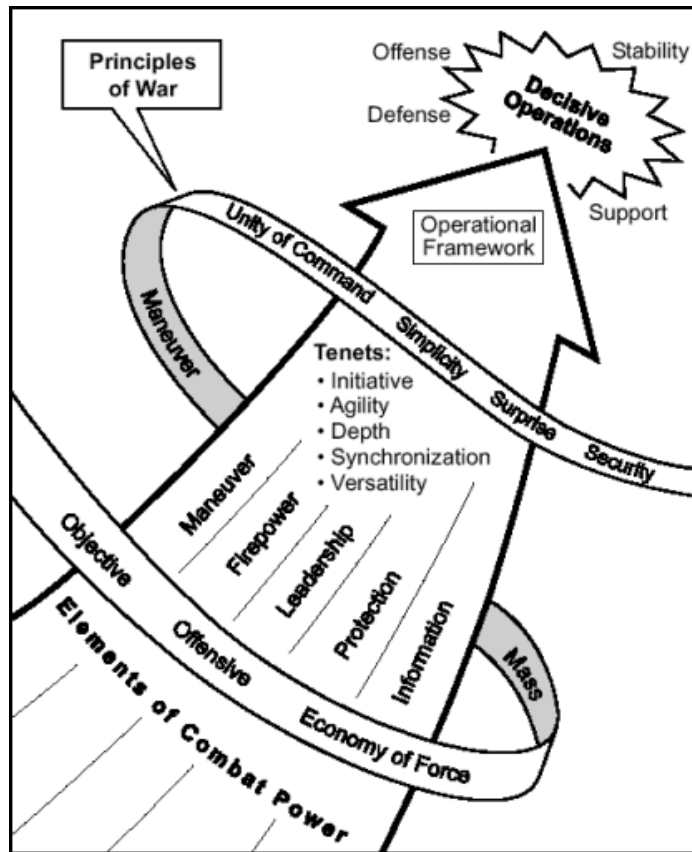 Principles
of War
Offense
Stability
Defense
Decisive
Operations
Support
Operational
Framework
Unity of Command
Simplicity
Surprise
Security
Maneuver
Tenets:
• Initiative
• Agility
• Depth
• Synchronization
• Versatility
Maneuver
Firepower
Leadership
Protection
Information
Objective
Offensive
Economy of Force
Mass
Elements of Combat Power